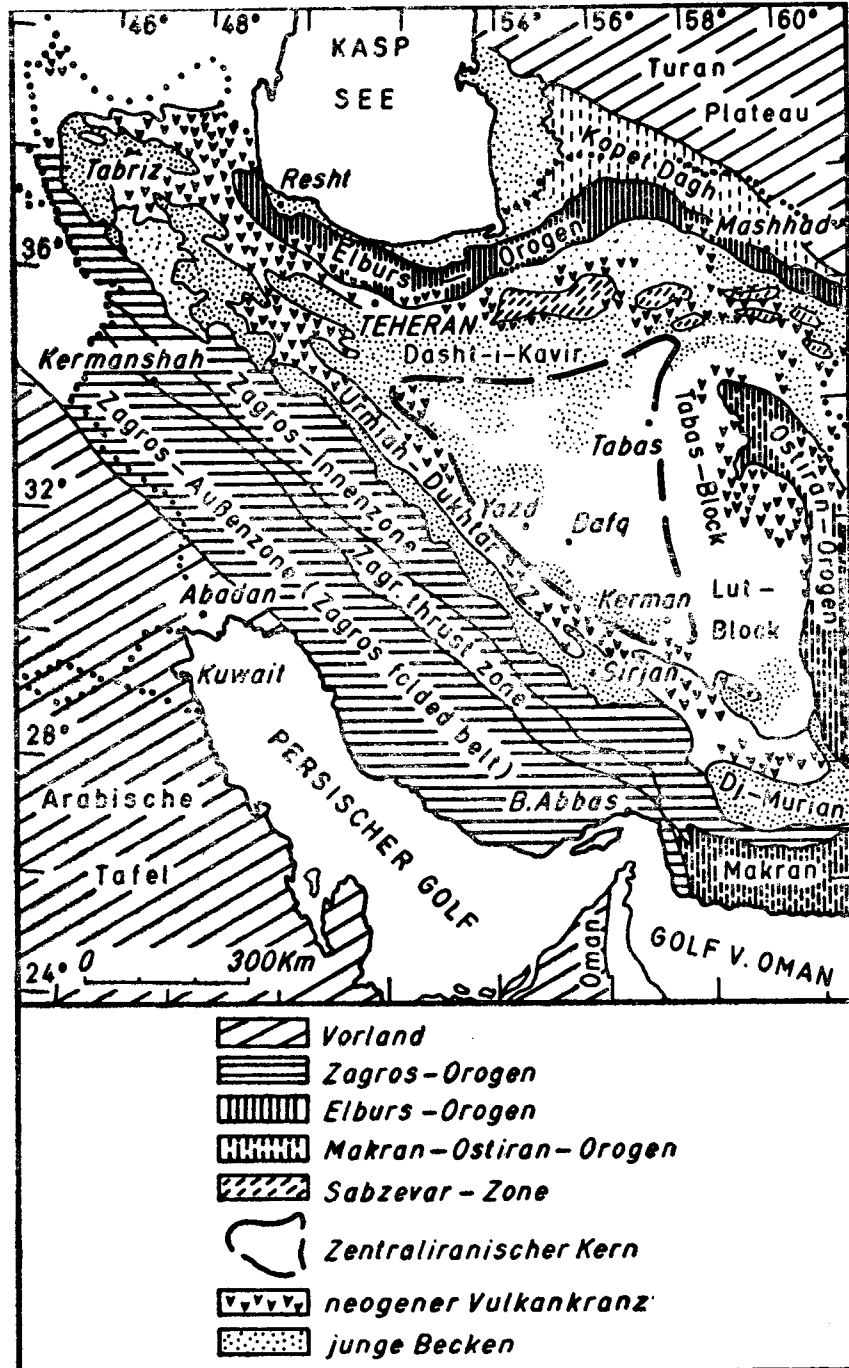 46° 48° 54° 56° 58° 60°
KASP
SEE
Turan
Plateau
Kopet Dagh
Tabriz
Resht
Mashhad
36°
Elburs Orogen
TEHERAN
Dasht-i-Kavir
Kermanshah
Zagros-Innenzone
Urmiah-Dukhtar-Z.
Zagros-Außenzone (Zagros folded belt)
Zagr. thrust zone
Tabas
Tabas-Block
Ostiran-Orogen
32°
Yazd
Bafq
Abadan
Kerman
Lut-
Block
Kuwait
Sirjan
28°
PERSISCHER GOLF
Arabische
Tafel
B.Abbas
DJ-Murian
Makran
Oman
GOLF V. OMAN
24°
0 300Km
Vorland
Zagros-Orogen
Elburs-Orogen
Makran-Ostiran-Orogen
Sabzevar-Zone
Zentraliranischer Kern
neogener Vulkankranz
junge Becken